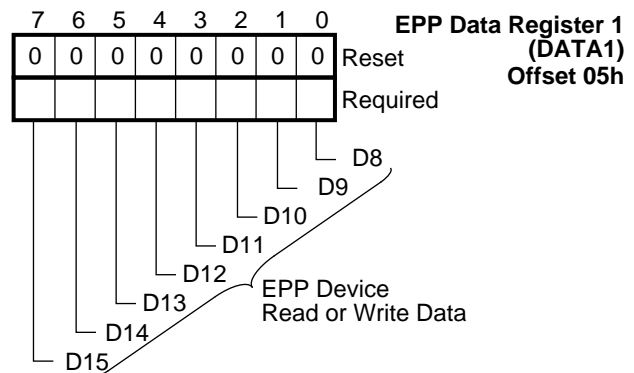 7 6 5 4 3 2 1 0
EPP Data Register 1
(DATA1)
Offset 05h
0 0 0 0 0 0 0 0 Reset
Required
D8
D9
D10
D11
D12
D13
D14
D15
EPP Device
Read or Write Data